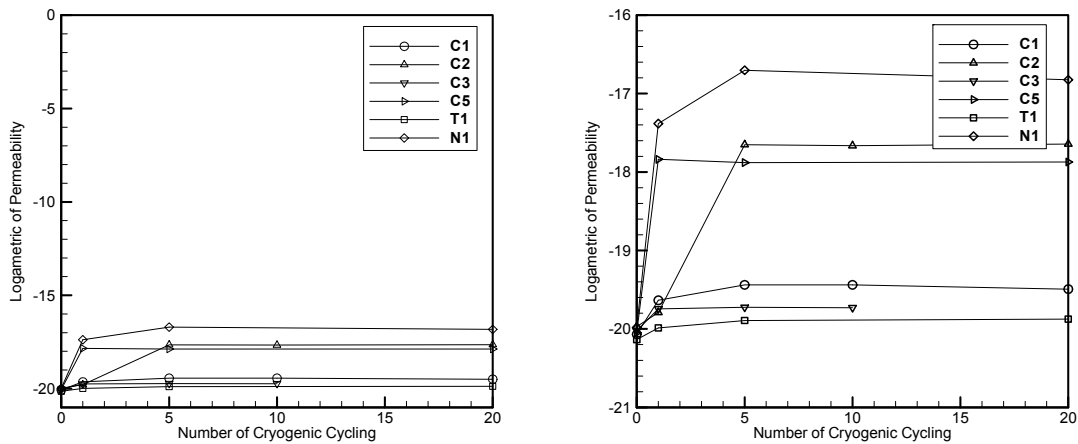 0
-5
-10
-15
-20
0
5
10
15
20
Logametric of Permeability
Number of Cryogenic Cycling
C1
C2
C3
C5
T1
N1
-16
-17
-18
-19
-20
-21
0
5
10
15
20
Logametric of Permeability
Number of Cryogenic Cycling
C1
C2
C3
C5
T1
N1